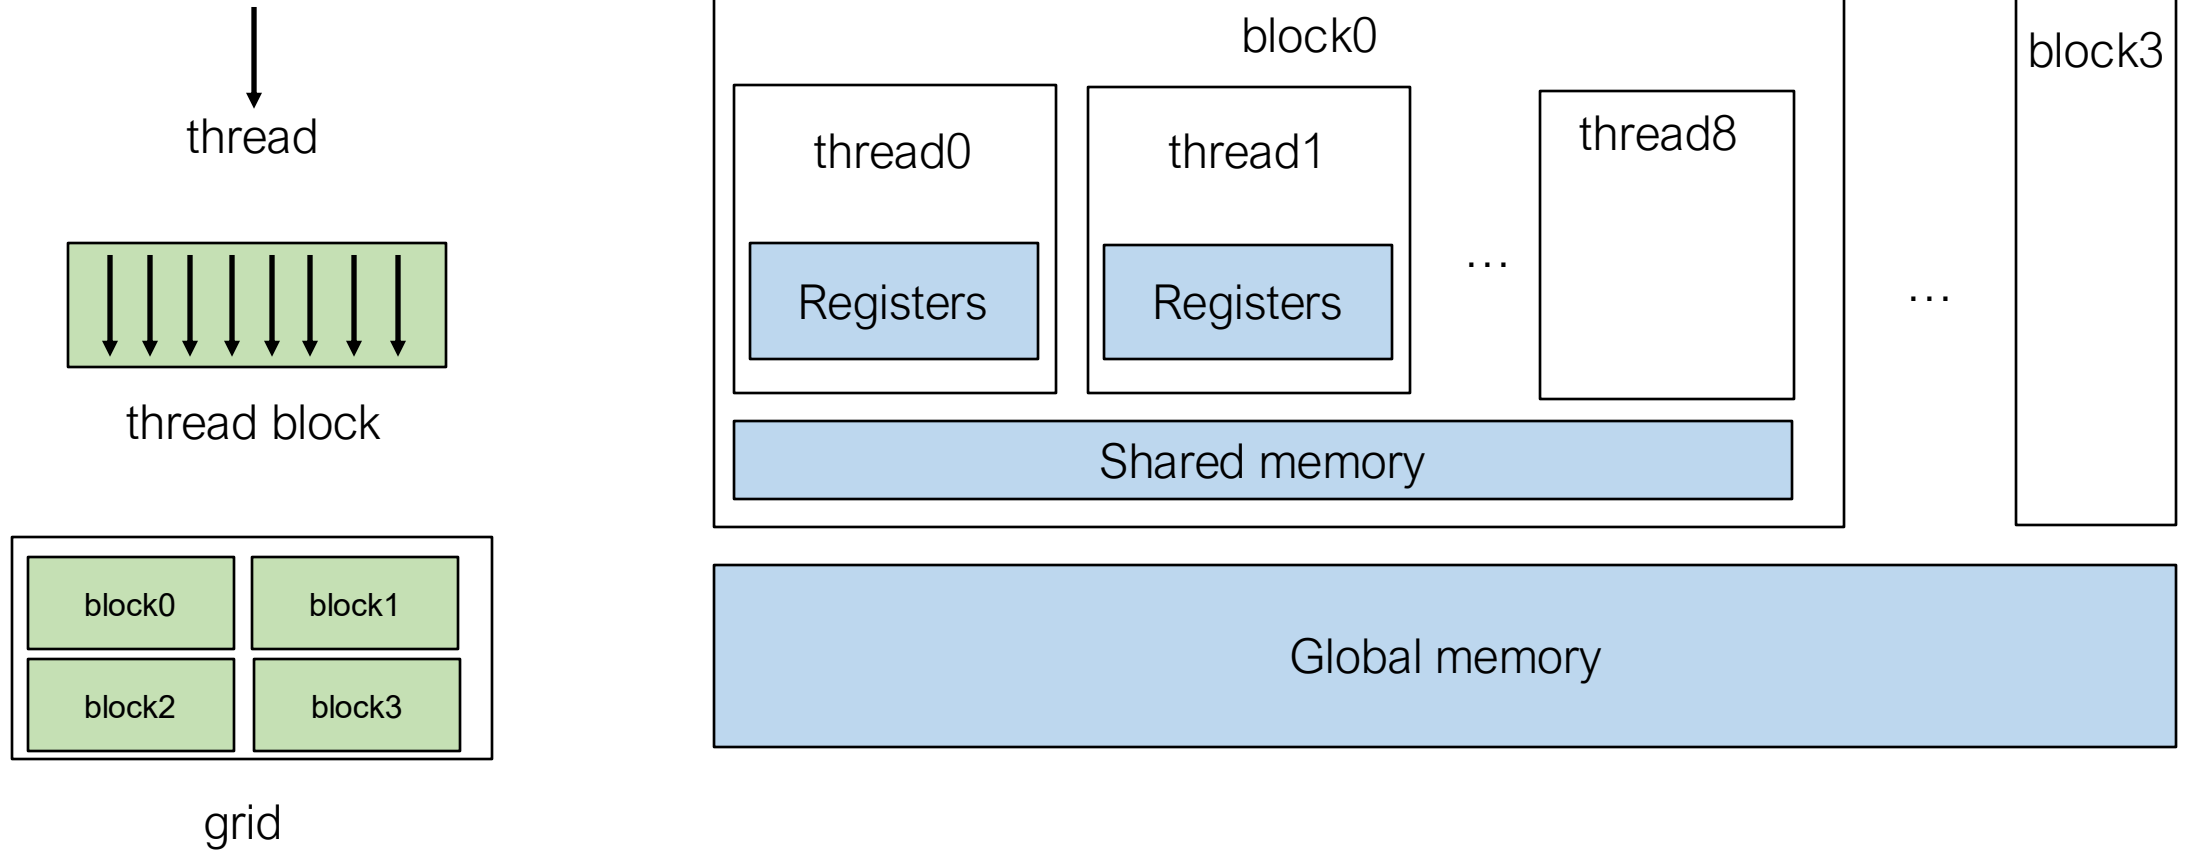 thread
thread block
block0
block1
block2
block3
grid
block0
thread0
Registers
thread1
Registers
...
thread8
Shared memory
...
block3
Global memory